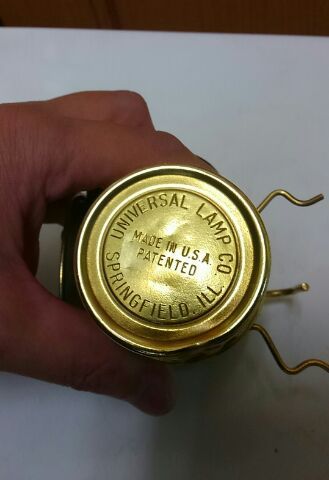 UNIVERSAL LAMP CO.
MADE IN U.S.A.
PATENTED
SPRINGFIELD, ILL.